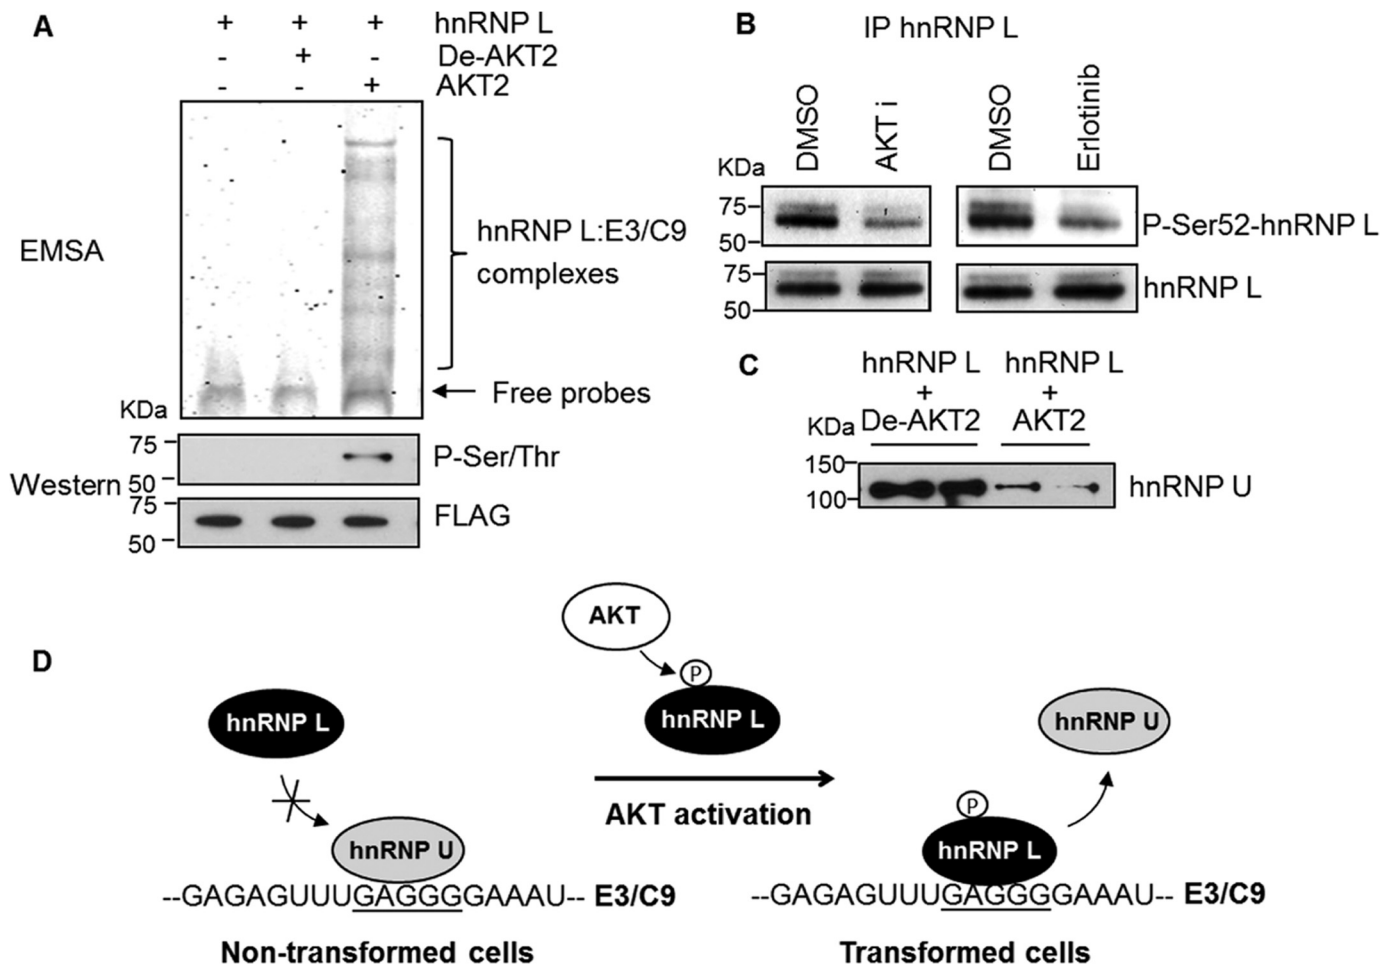 A
+ + + hnRNP L
- + - De-AKT2
- - + AKT2
EMSA
hnRNP L:E3/C9
complexes
Free probes
KDa
75
50
P-Ser/Thr
Western
75
50
FLAG
B
IP hnRNP L
DMSO
AKT i
DMSO
Erlotinib
KDa
75
50
P-Ser52-hnRNP L
75
50
hnRNP L
C
hnRNP L hnRNP L
+ +
De-AKT2 AKT2
KDa
150
100
hnRNP U
D
AKT
P
hnRNP L
hnRNP L
hnRNP U
AKT activation
P
hnRNP U
hnRNP L
--GAGAGUUUGAGGGGAAAU-- E3/C9
--GAGAGUUUGAGGGGAAAU-- E3/C9
Non-transformed cells
Transformed cells